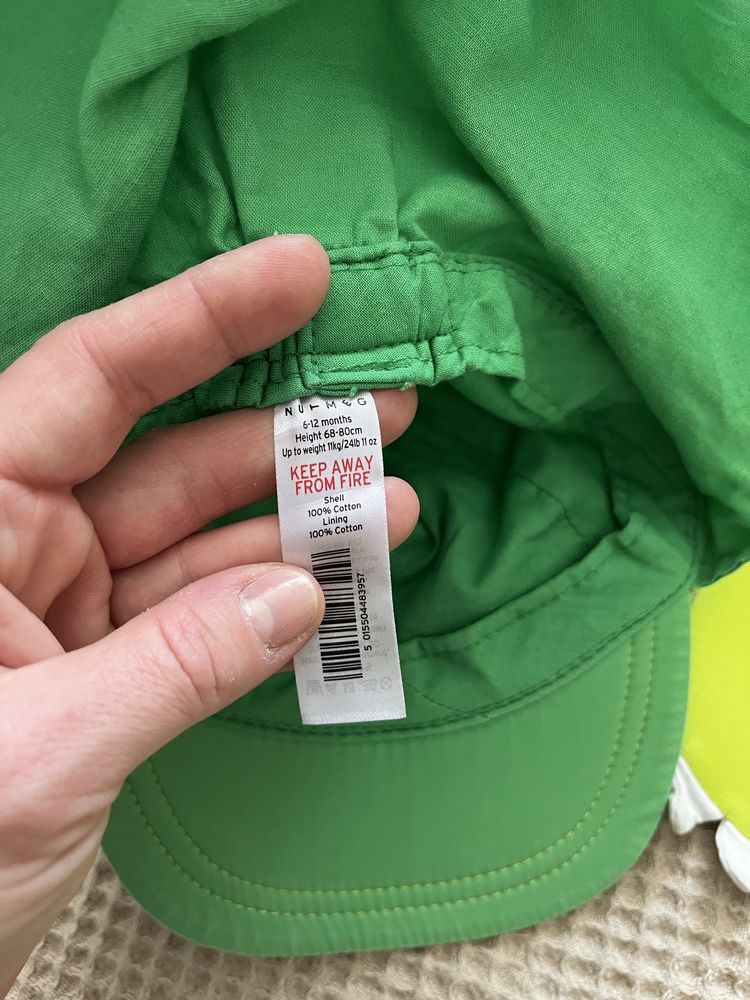 NUTMEG
6-12 months
Height 68-80cm
Up to weight 11kg/24lb 11 oz
KEEP AWAY
FROM FIRE
Shell
100% Cotton
Lining
100% Cotton
5 015504 483957